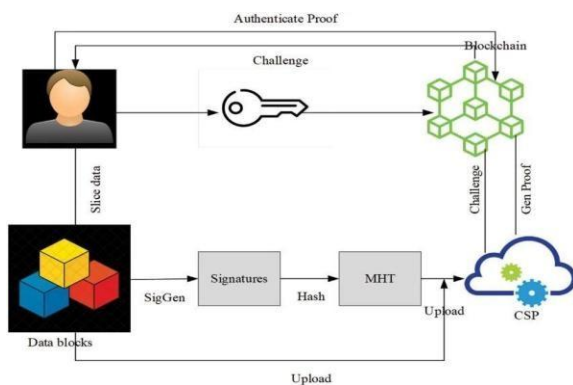 Authenticate Proof
Blockchain
Challenge
Slice data
Challenge
Gen Proof
SigGen
Signatures
Hash
MHT
Upload
CSP
Data blocks
Upload